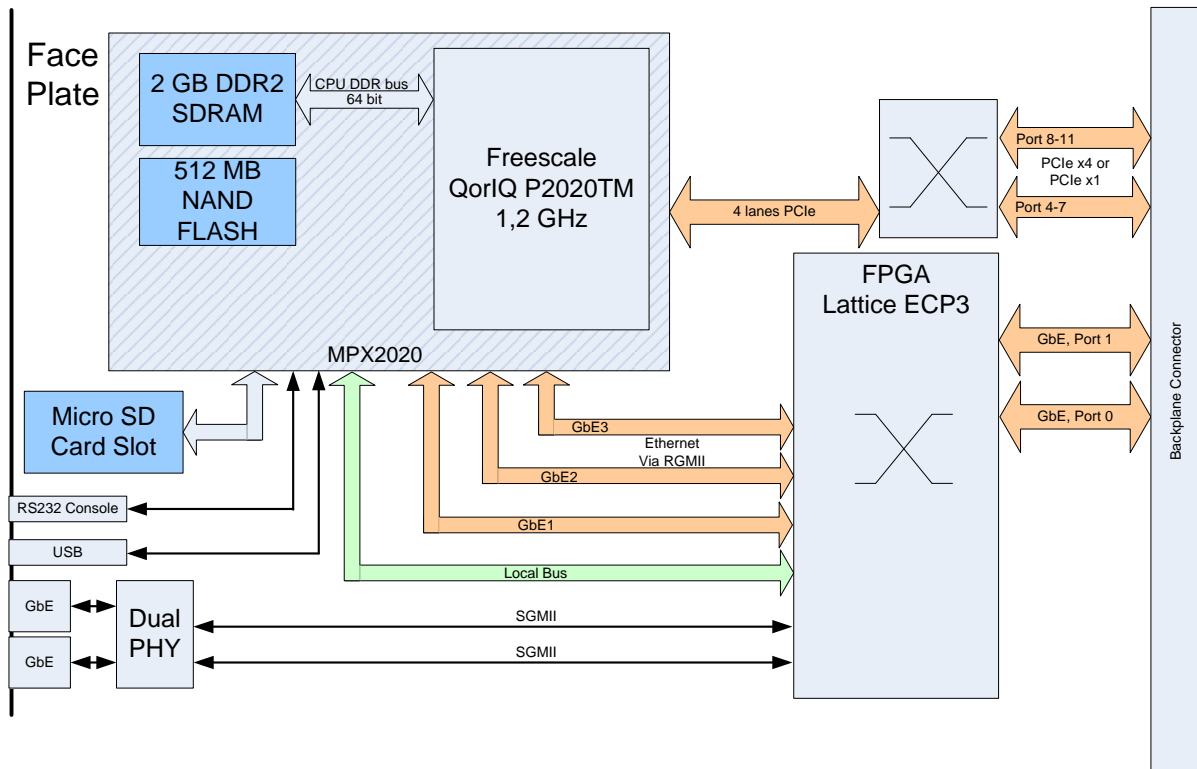 Face
Plate
2 GB DDR2
SDRAM
CPU DDR bus
64 bit
512 MB
NAND
FLASH
Freescale
QorIQ P2020TM
1,2 GHz
MPX2020
4 lanes PCIe
Port 8-11
PCIe x4 or
PCIe x1
Port 4-7
FPGA
Lattice ECP3
GbE, Port 1
GbE, Port 0
Backplane Connector
Micro SD
Card Slot
GbE3
Ethernet
Via RGMII
GbE2
GbE1
Local Bus
RS232 Console
USB
GbE
GbE
Dual
PHY
SGMII
SGMII